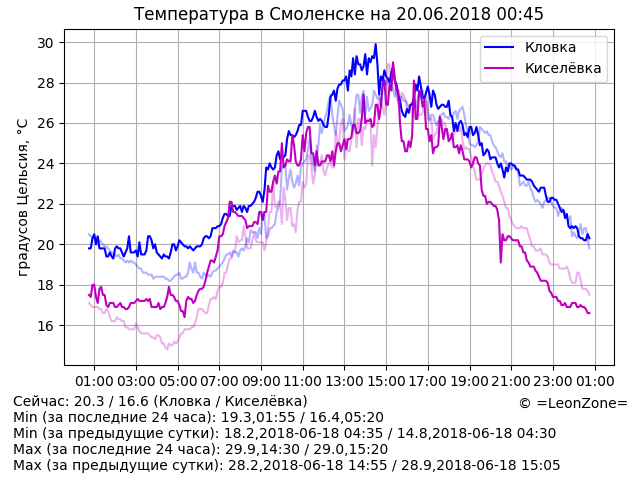 Температура в Смоленске на 20.06.2018 00:45
градусов Цельсия, °C
30
28
26
24
22
20
18
16
Кловка
Киселёвка
01:00 03:00 05:00 07:00 09:00 11:00 13:00 15:00 17:00 19:00 21:00 23:00 01:00
Сейчас: 20.3 / 16.6 (Кловка / Киселёвка)
© =LeonZone=
Min (за последние 24 часа): 19.3,01:55 / 16.4,05:20
Min (за предыдущие сутки): 18.2,2018-06-18 04:35 / 14.8,2018-06-18 04:30
Max (за последние 24 часа): 29.9,14:30 / 29.0,15:20
Max (за предыдущие сутки): 28.2,2018-06-18 14:55 / 28.9,2018-06-18 15:05